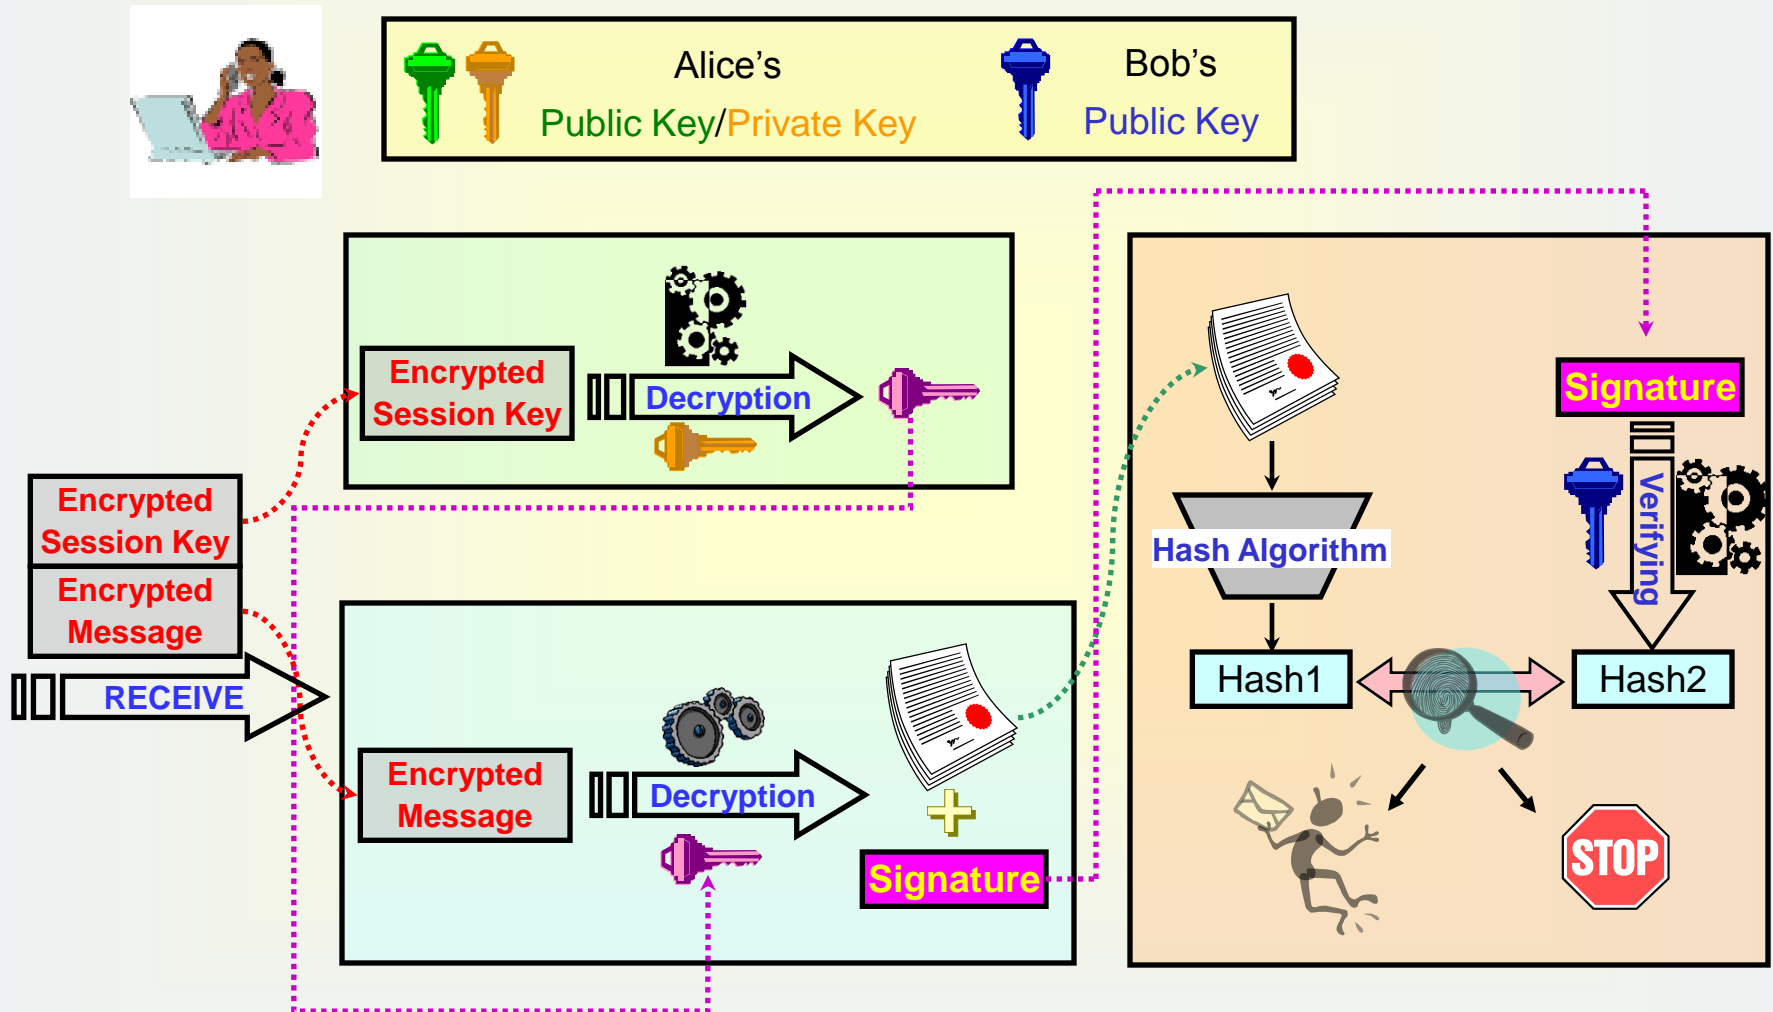 Alice's
Public Key/Private Key
Bob's
Public Key
Encrypted
Session Key
Decryption
Encrypted
Session Key
Encrypted
Message
RECEIVE
Encrypted
Message
Decryption
Signature
Hash Algorithm
Hash1
Signature
Verifying
Hash2
STOP